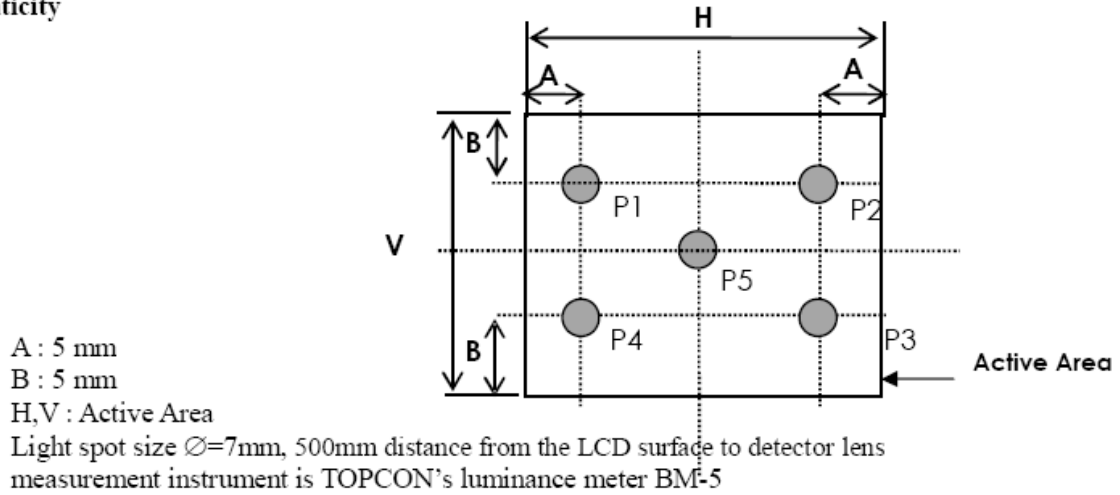 H
A
A
B
P1
P2
V
P5
B
P4
P3
Active Area
A : 5 mm
B : 5 mm
H,V : Active Area
Light spot size ∅=7mm, 500mm distance from the LCD surface to detector lens
measurement instrument is TOPCON's luminance meter BM-5